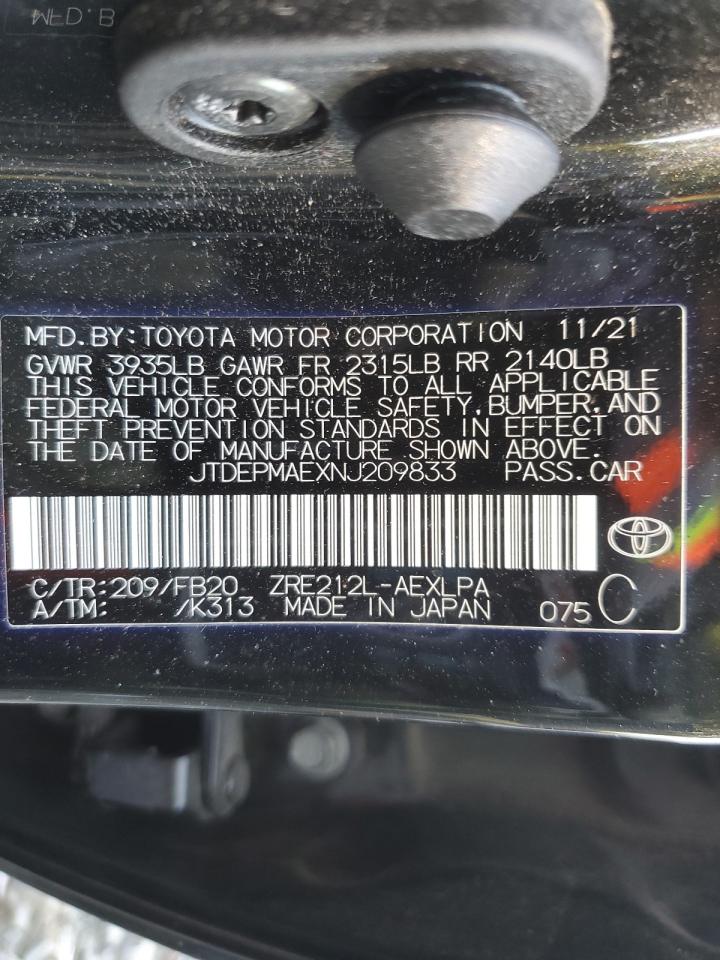 MFD.B
MFD.BY:TOYOTA MOTOR CORPORATION 11/21
GVWR 3935LB GAWR FR 2315LB RR 2140LB
THIS VEHICLE CONFORMS TO ALL APPLICABLE
FEDERAL MOTOR VEHICLE SAFETY,BUMPER,AND
THEFT PREVENTION STANDARDS IN EFFECT ON
THE DATE OF MANUFACTURE SHOWN ABOVE.
JTDEPMAEXNJ209833 PASS.CAR
C/TR:209/FB20 ZRE212L-AEXLPA
A/TM: /K313 MADE IN JAPAN 075 C